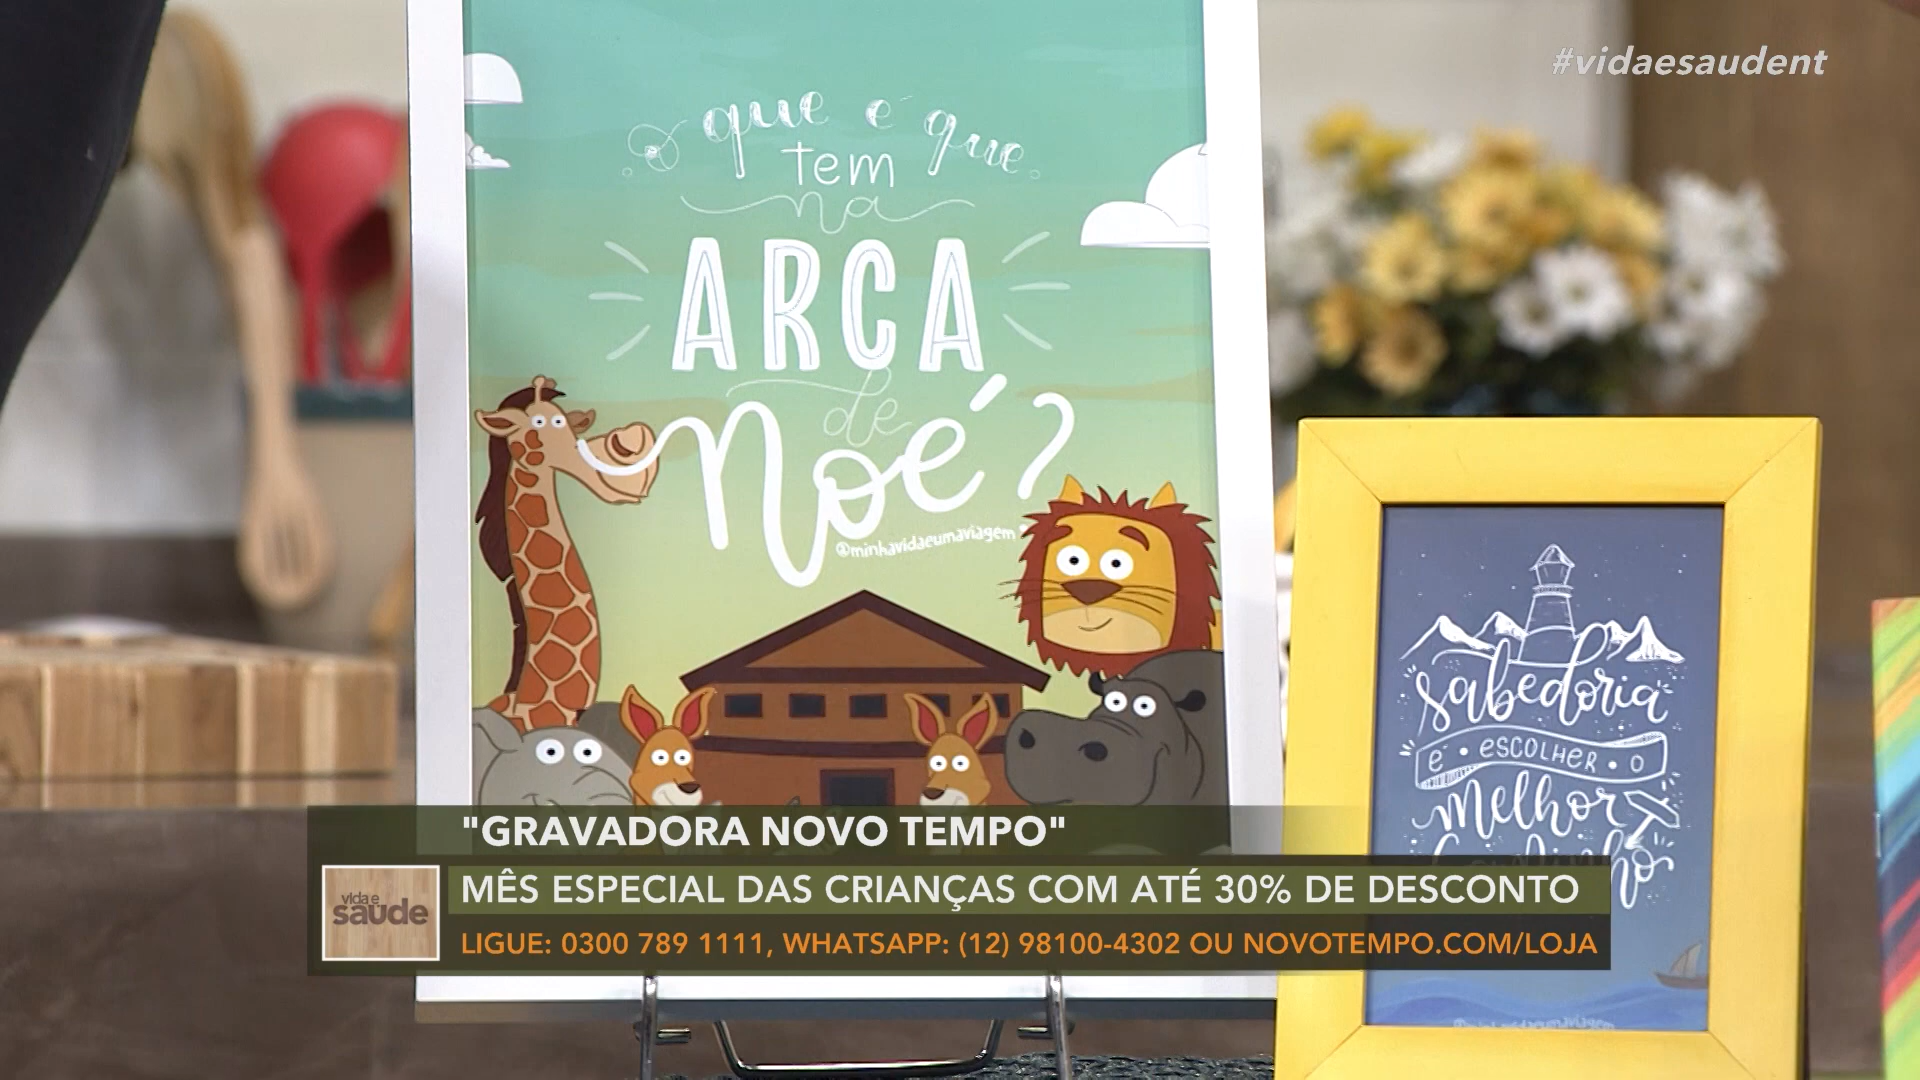 #vidaesaudent
O que é que
tem
na
ARCA
de
Noé?
@minhavidaeumaviagem
Sabedoria
É • ESCOLHER • O
Melhor
Caminho
@minhavidaeumaviagem
"GRAVADORA NOVO TEMPO"
vida e
saúde
MÊS ESPECIAL DAS CRIANÇAS COM ATÉ 30% DE DESCONTO
LIGUE: 0300 789 1111, WHATSAPP: (12) 98100-4302 OU NOVOTEMPO.COM/LOJA